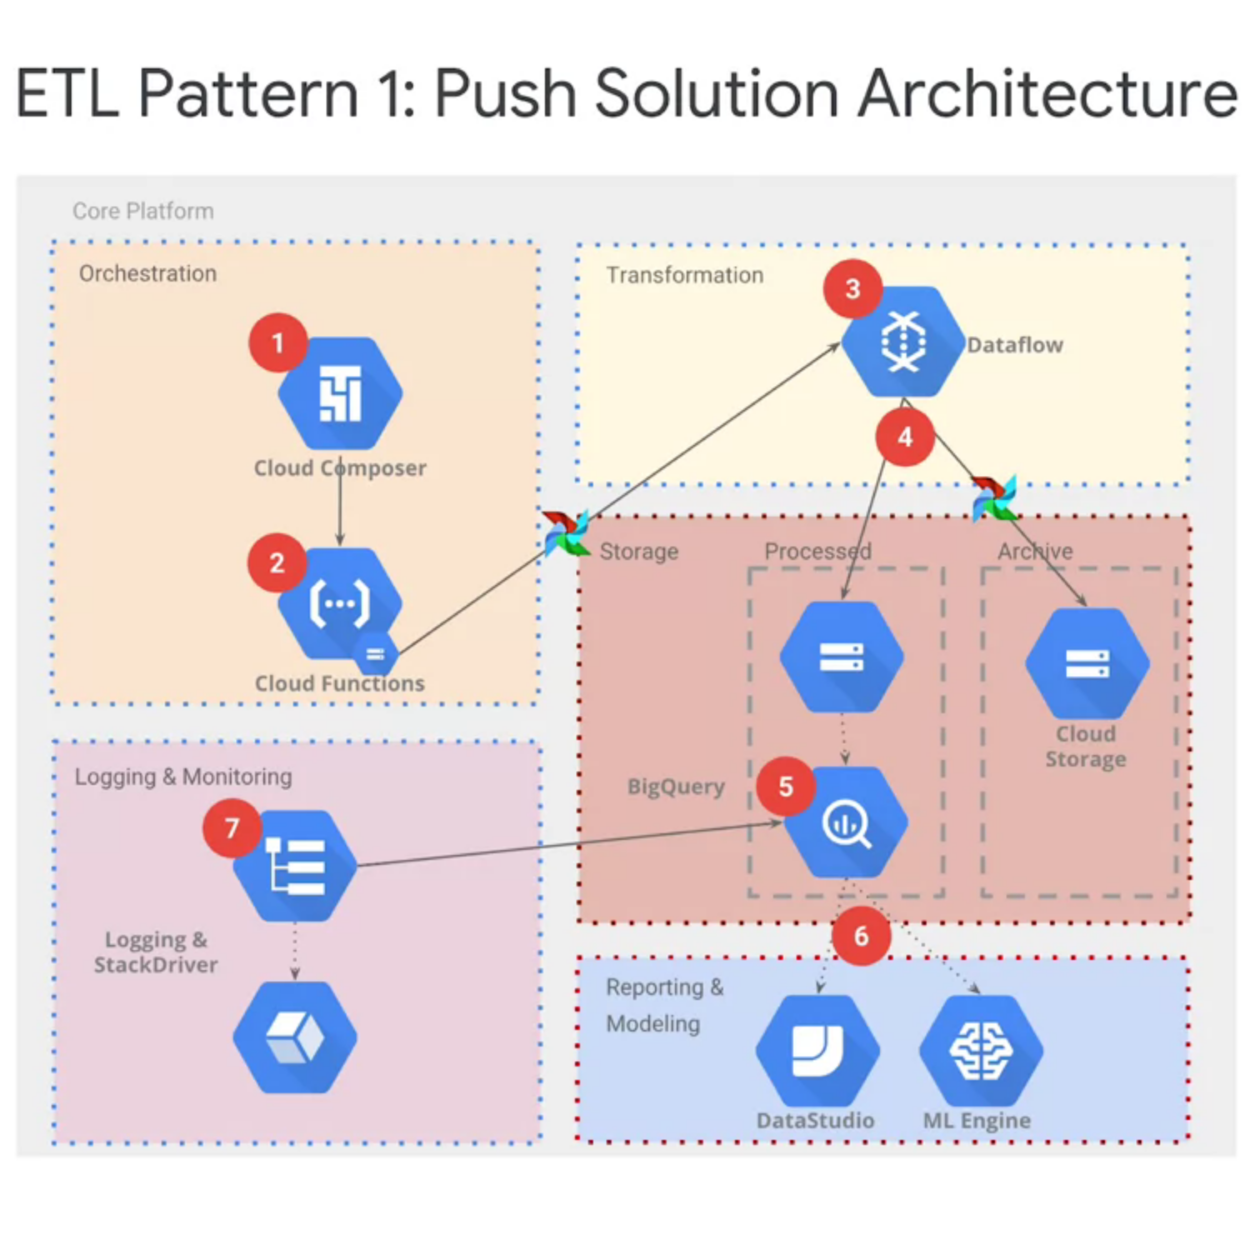 ETL Pattern 1: Push Solution Architecture
Core Platform
Orchestration
1
Cloud Composer
2
Cloud Functions
Transformation
3
Dataflow
4
Storage
Processed
Archive
Cloud
Storage
BigQuery
5
Logging & Monitoring
7
Logging &
StackDriver
6
Reporting &
Modeling
DataStudio
ML Engine